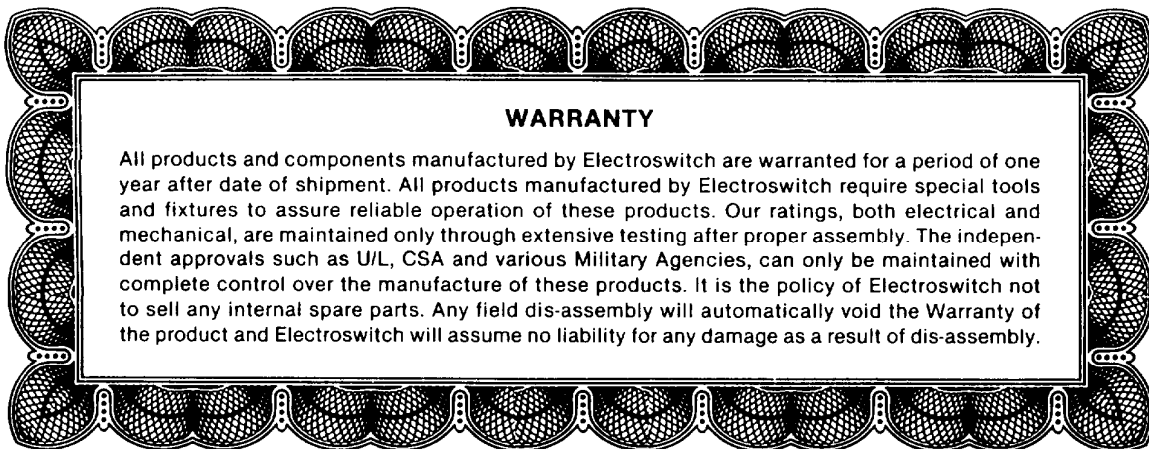 WARRANTY
All products and components manufactured by Electroswitch are warranted for a period of one
year after date of shipment. All products manufactured by Electroswitch require special tools
and fixtures to assure reliable operation of these products. Our ratings, both electrical and
mechanical, are maintained only through extensive testing after proper assembly. The indepen-
dent approvals such as U/L, CSA and various Military Agencies, can only be maintained with
complete control over the manufacture of these products. It is the policy of Electroswitch not
to sell any internal spare parts. Any field dis-assembly will automatically void the Warranty of
the product and Electroswitch will assume no liability for any damage as a result of dis-assembly.